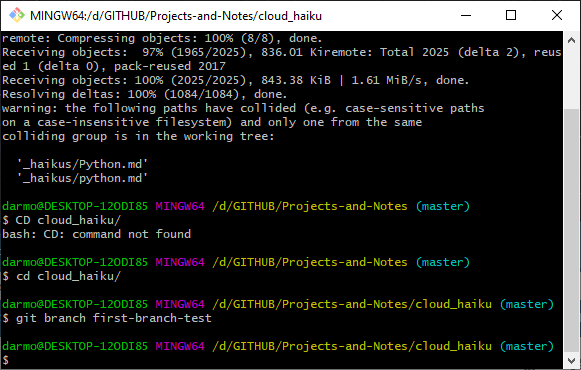 MINGW64:/d/GITHUB/Projects-and-Notes/cloud_haiku
remote: Compressing objects: 100% (8/8), done.
Receiving objects:  97% (1965/2025), 836.01 Kiremote: Total 2025 (delta 2), reus
ed 1 (delta 0), pack-reused 2017
Receiving objects: 100% (2025/2025), 843.38 KiB | 1.61 MiB/s, done.
Resolving deltas: 100% (1084/1084), done.
warning: the following paths have collided (e.g. case-sensitive paths
on a case-insensitive filesystem) and only one from the same
colliding group is in the working tree:

  '_haikus/Python.md'
  '_haikus/python.md'

darmo@DESKTOP-12ODI85 MINGW64 /d/GITHUB/Projects-and-Notes (master)
$ CD cloud_haiku/
bash: CD: command not found

darmo@DESKTOP-12ODI85 MINGW64 /d/GITHUB/Projects-and-Notes (master)
$ cd cloud_haiku/

darmo@DESKTOP-12ODI85 MINGW64 /d/GITHUB/Projects-and-Notes/cloud_haiku (master)
$ git branch first-branch-test

darmo@DESKTOP-12ODI85 MINGW64 /d/GITHUB/Projects-and-Notes/cloud_haiku (master)
$